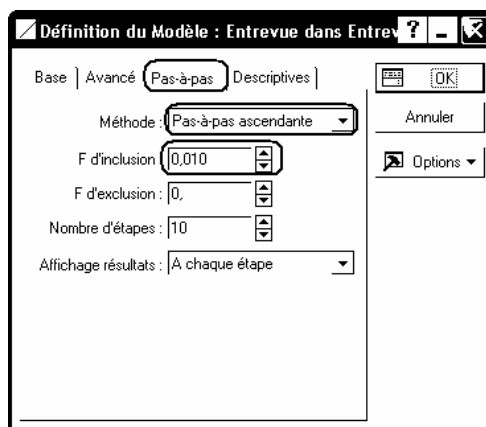 Définition du Modèle : Entrevue dans Entrev ?
Base Avancé Pas-à-pas Descriptives
OK
Méthode : Pas-à-pas ascendante
Annuler
F d'inclusion 0,010
Options
F d'exclusion : 0,
Nombre d'étapes : 10
Affichage résultats : A chaque étape